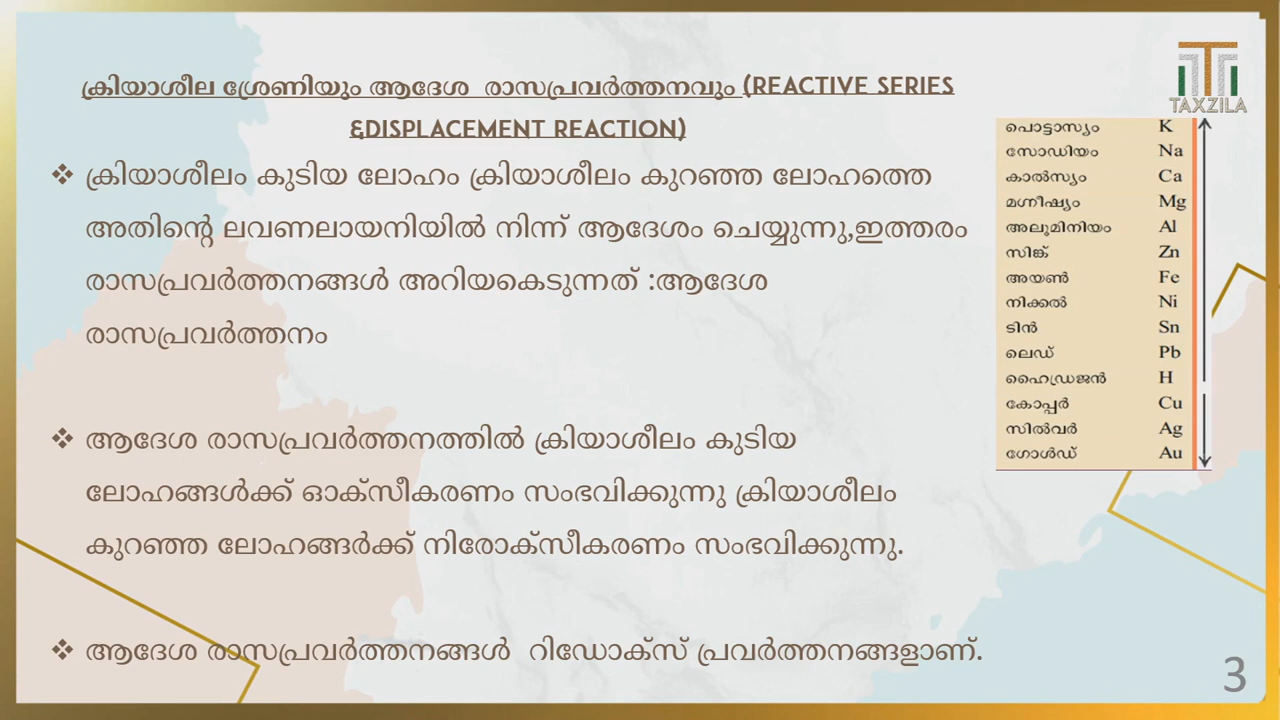 ക്രിയാശീല ശ്രേണിയും ആദേശ രാസപ്രവർത്തനവും (REACTIVE SERIES
&DISPLACEMENT REACTION)
❖ ക്രിയാശീലം കുടിയ ലോഹം ക്രിയാശീലം കുറഞ്ഞ ലോഹത്തെ
അതിന്റെ ലവണലായനിയിൽ നിന്ന് ആദേശം ചെയ്യുന്നു,ഇത്തരം
രാസപ്രവർത്തനങ്ങൾ അറിയകെടുന്നത് :ആദേശ
രാസപ്രവർത്തനം
❖ ആദേശ രാസപ്രവർത്തനത്തിൽ ക്രിയാശീലം കുടിയ
ലോഹങ്ങൾക്ക് ഓക്സീകരണം സംഭവിക്കുന്നു ക്രിയാശീലം
കുറഞ്ഞ ലോഹങ്ങർക്ക് നിരോക്സീകരണം സംഭവിക്കുന്നു.
❖ ആദേശ രാസപ്രവർത്തനങ്ങൾ റിഡോക്സ് പ്രവർത്തനങ്ങളാണ്.
TAXZILA
പൊട്ടാസ്യം K
സോഡിയം Na
കാൽസ്യം Ca
മഗ്നീഷ്യം Mg
അലൂമിനിയം Al
സിങ്ക് Zn
അയൺ Fe
നിക്കൽ Ni
ടിൻ Sn
ലെഡ് Pb
ഹൈഡ്രജൻ H
കോപ്പർ Cu
സിൽവർ Ag
ഗോൾഡ് Au
3